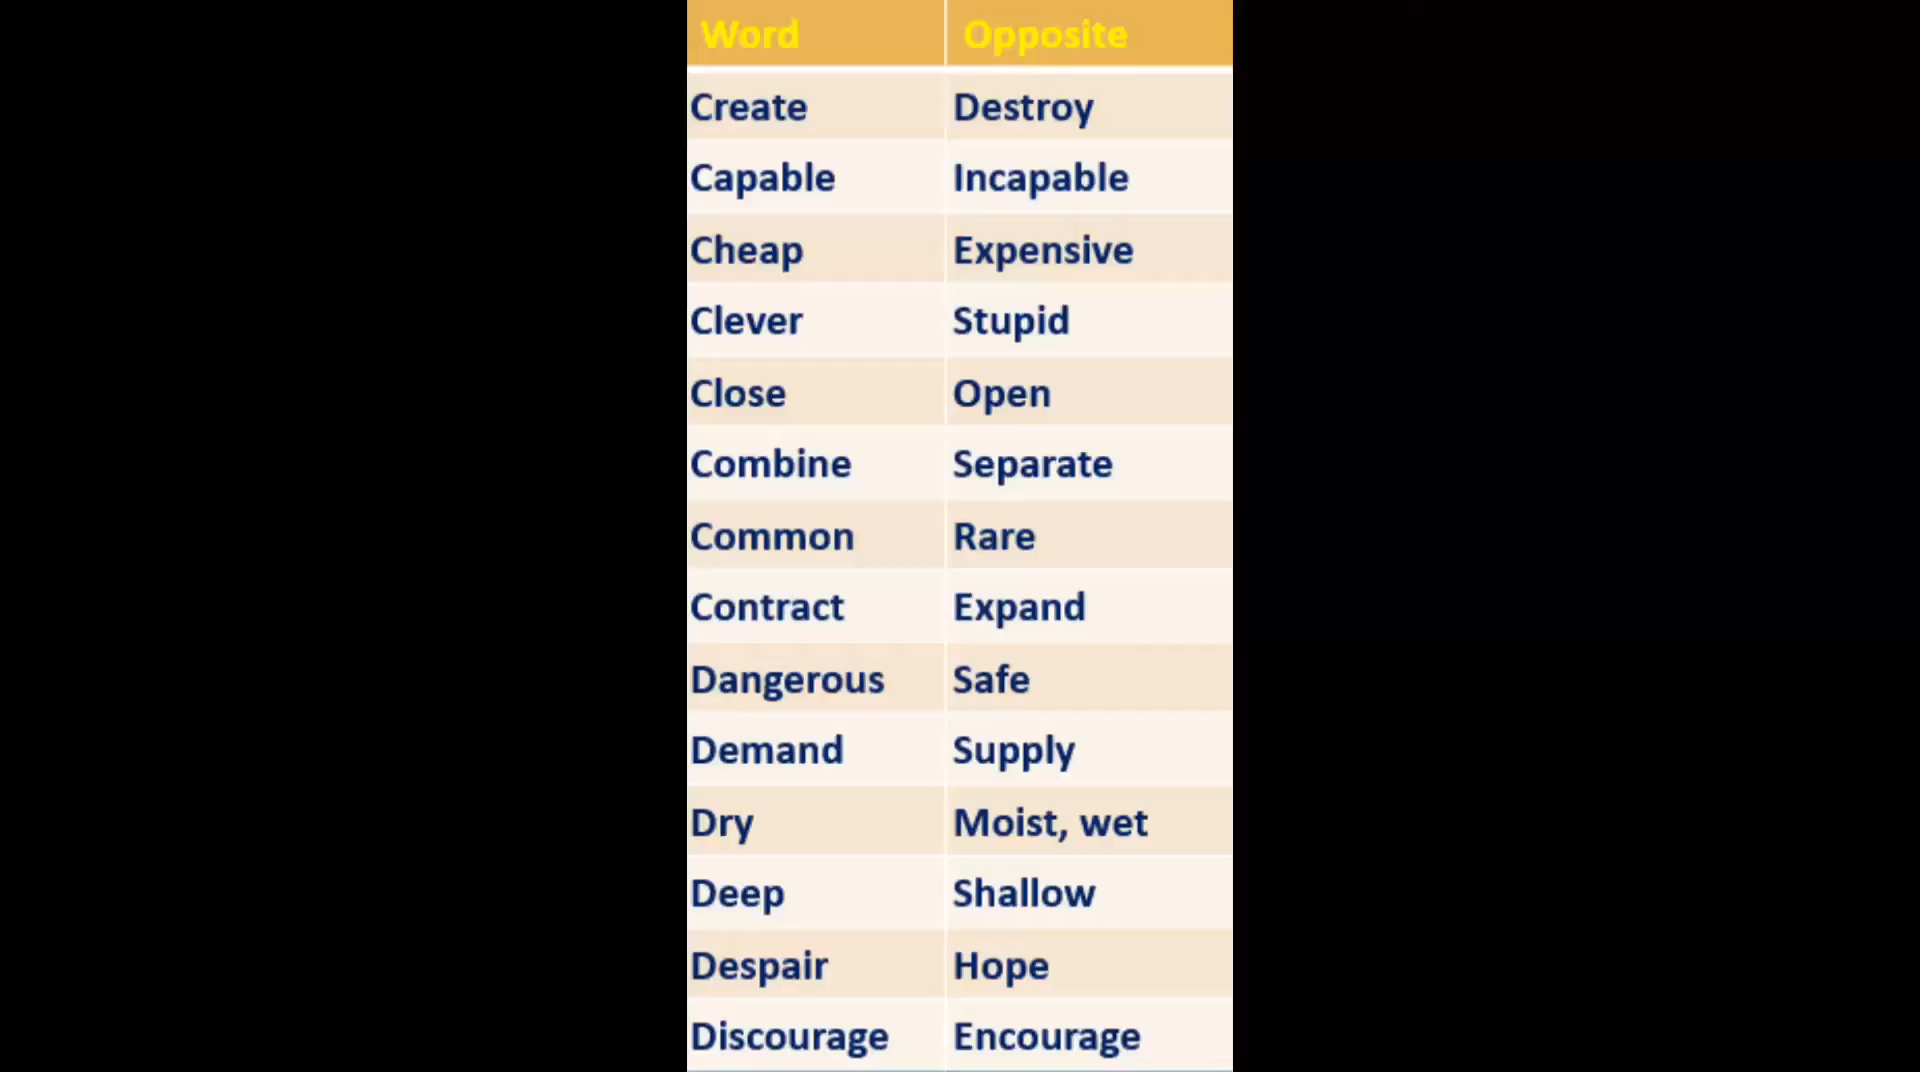 Word Opposite
Create Destroy
Capable Incapable
Cheap Expensive
Clever Stupid
Close Open
Combine Separate
Common Rare
Contract Expand
Dangerous Safe
Demand Supply
Dry Moist, wet
Deep Shallow
Despair Hope
Discourage Encourage